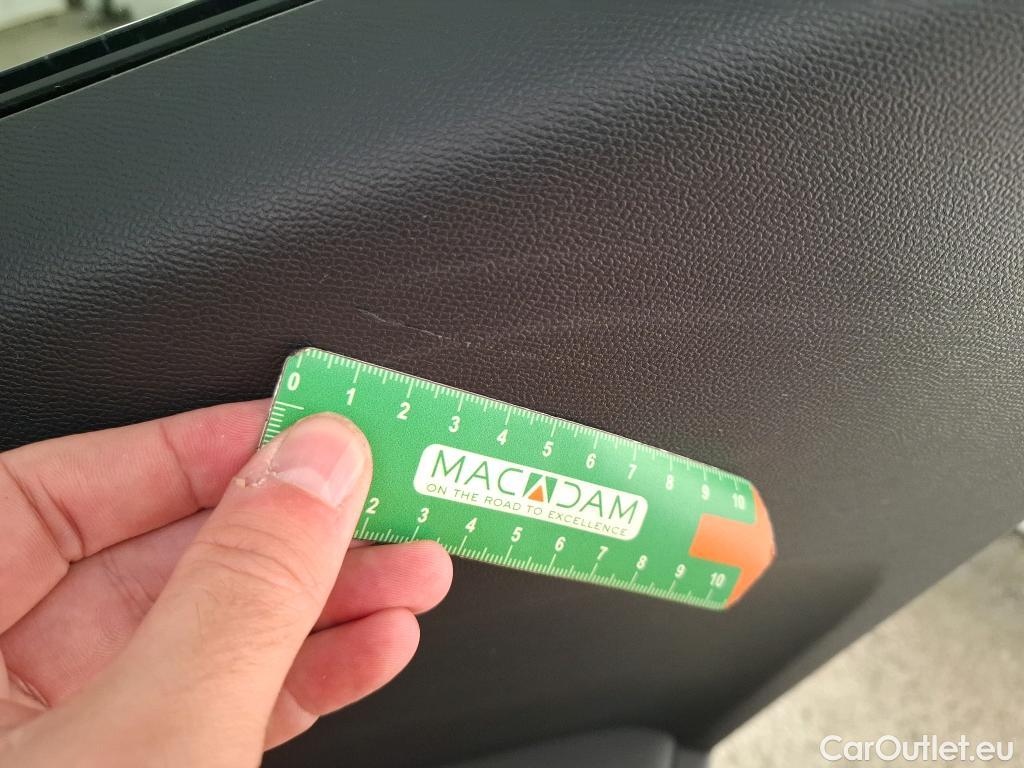 0 1 2 3 4 5 6 7 8 9 10
MACADAM
ON THE ROAD TO EXCELLENCE
2 3 4 5 6 7 8 9 10
CarOutlet.eu